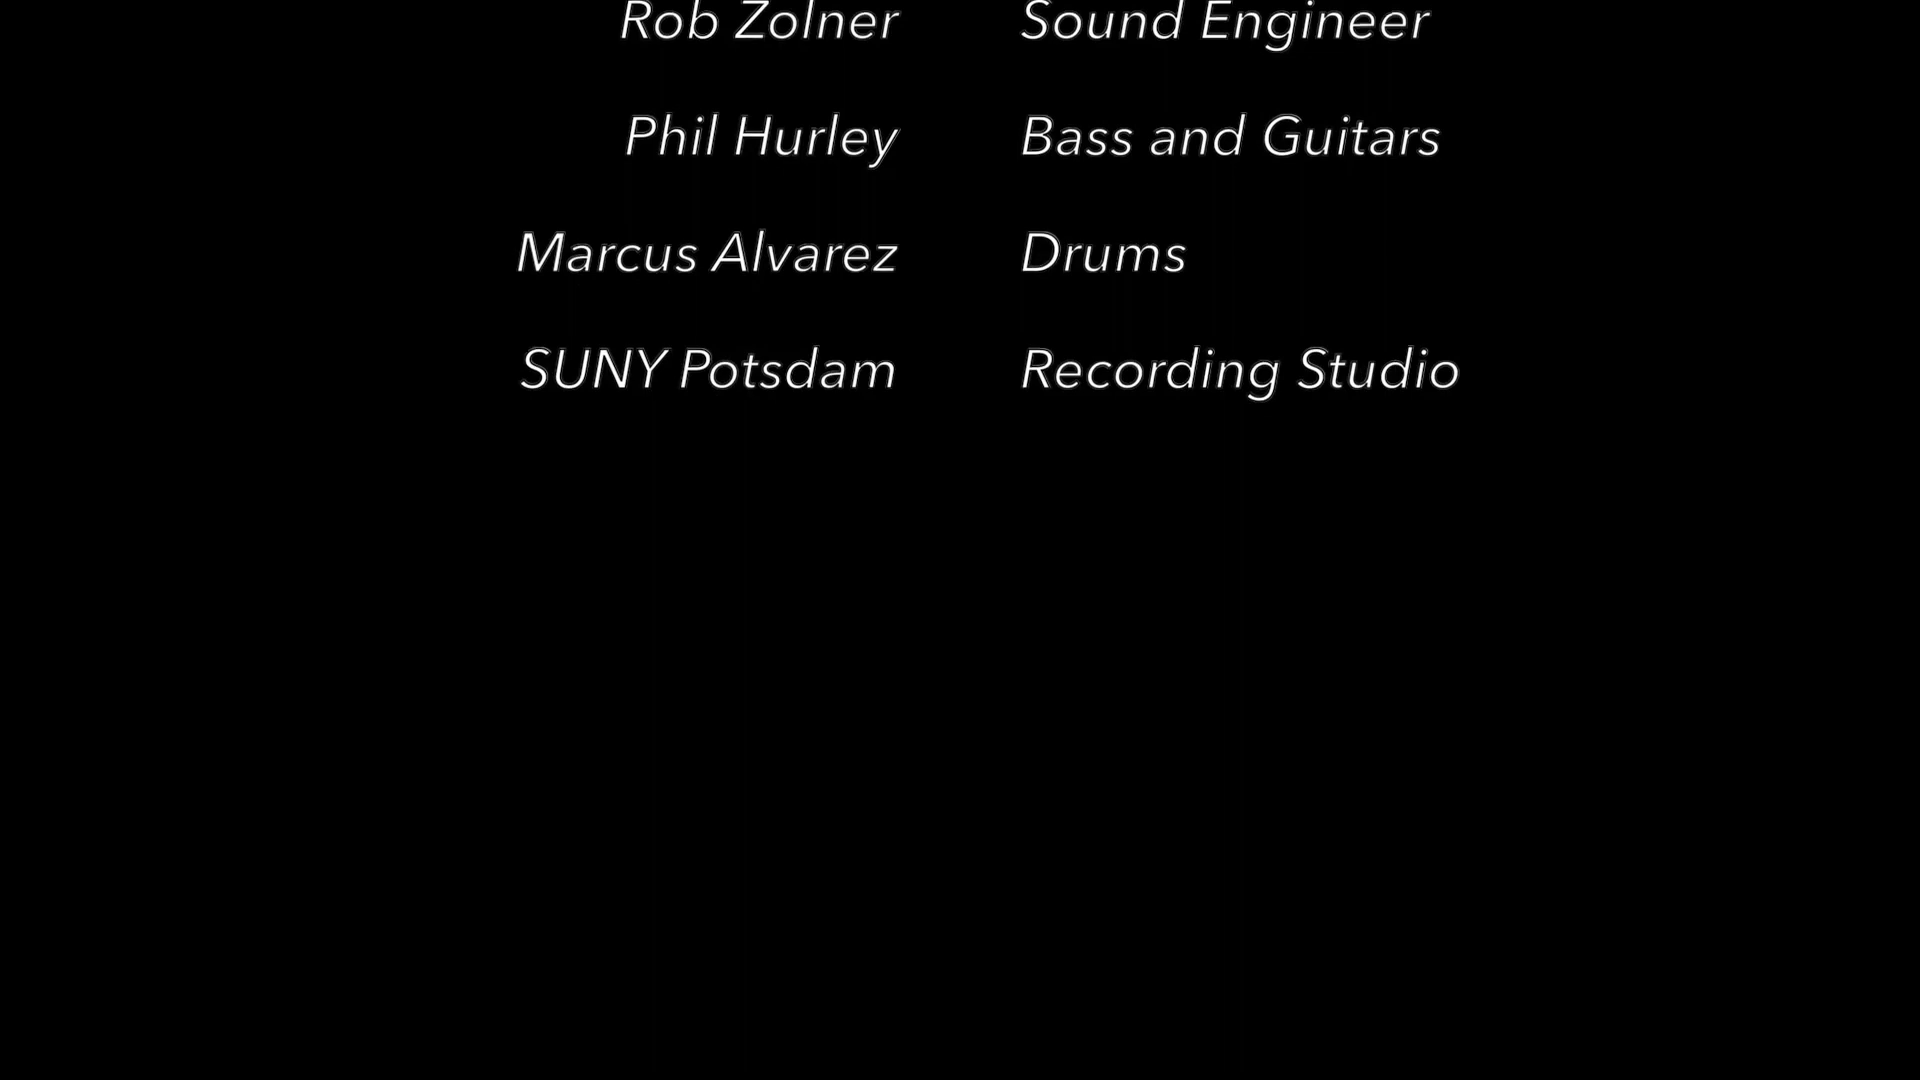 Rob Zolner Sound Engineer
Phil Hurley Bass and Guitars
Marcus Alvarez Drums
SUNY Potsdam Recording Studio